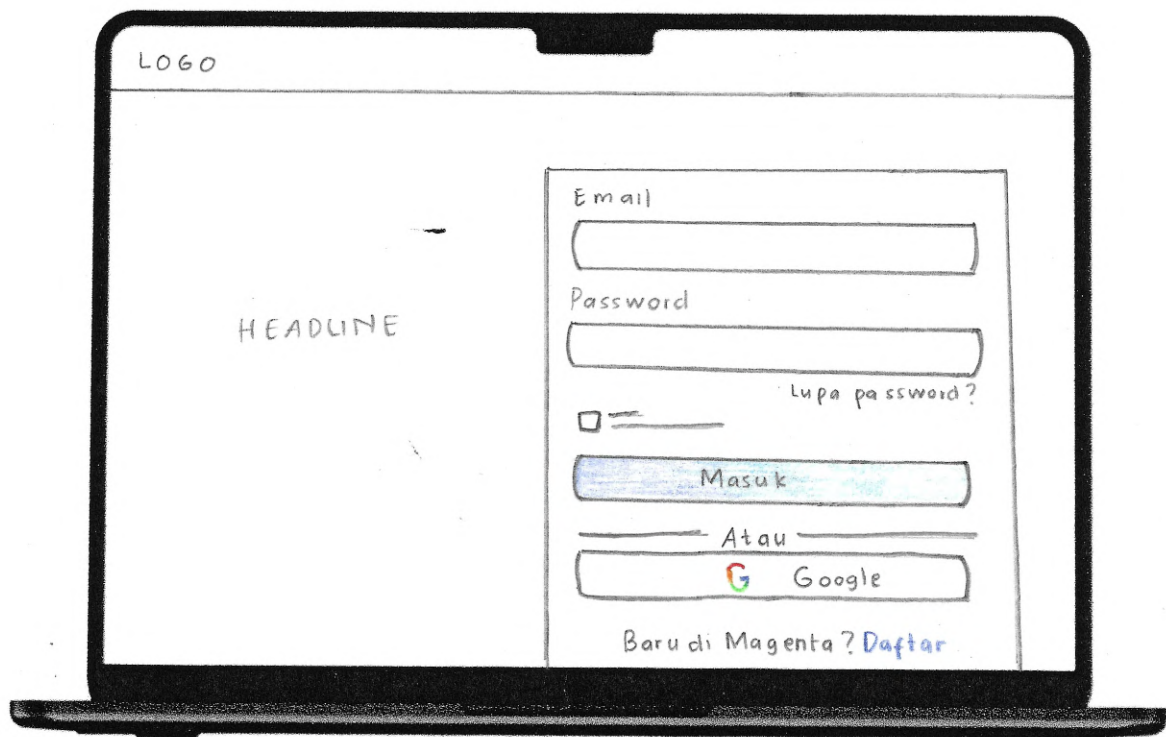 LOGO
HEADLINE
Email
Password
Lupa password?
Masuk
Atau
G Google
Baru di Magenta? Daftar